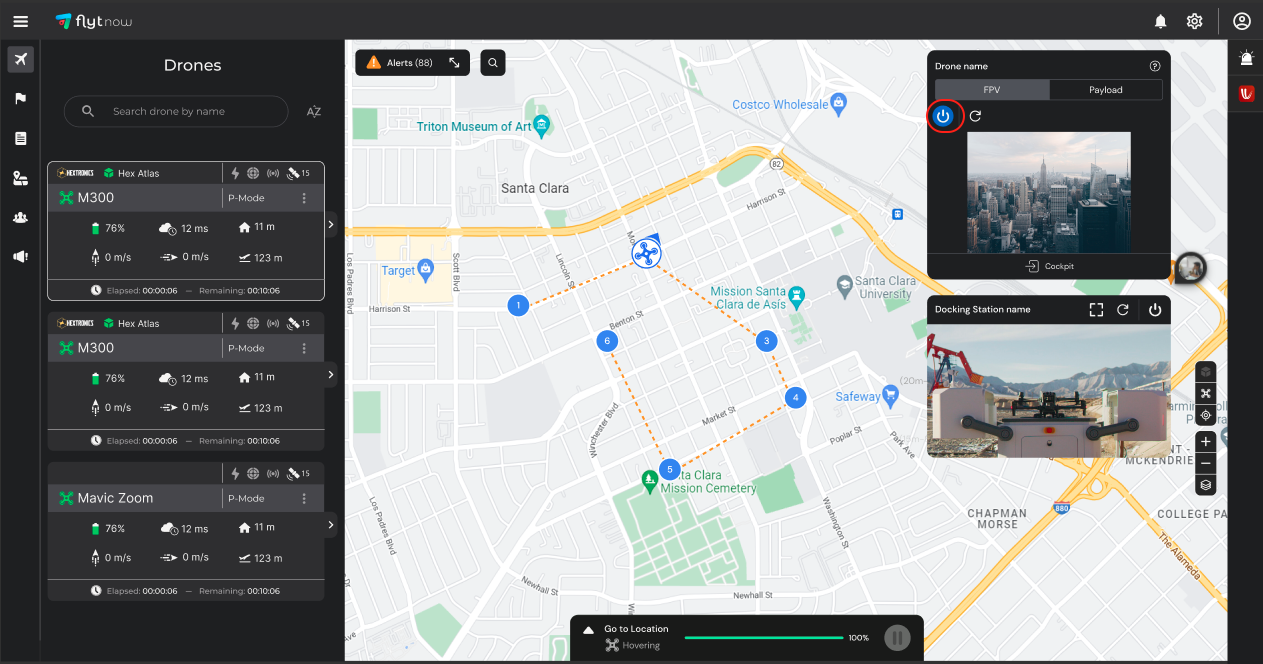 flytnow
Drones
Search drone by name
AZ
HEXTRONICS Hex Atlas 15
M300 P-Mode
76% 12 ms 11 m
0 m/s 0 m/s 123 m
Elapsed: 00:00:06 — Remaining: 00:10:06
HEXTRONICS Hex Atlas 15
M300 P-Mode
76% 12 ms 11 m
0 m/s 0 m/s 123 m
Elapsed: 00:00:06 — Remaining: 00:10:06
15
Mavic Zoom P-Mode
76% 12 ms 11 m
0 m/s 0 m/s 123 m
Elapsed: 00:00:06 — Remaining: 00:10:06
Alerts (88)
Costco Wholesale
Triton Museum of Art
82
Santa Clara
Harrison St
Los Padres Blvd
Scott Blvd
Lincoln St
Target
Harrison St
Mission Santa
Clara de Asís
Santa Clara
University
1
Benton St
6
3
4
Safeway
(20m
Market St
Poplar St
Park Ave
Winchester Blvd
5
ta Clara
Mission Cemetery
Los Padres Blvd
Washington St
CHAPMAN
MORSE
880
MCKENDRIE
COLLEGE PA
The Alameda
Newhall St
Newhall St
Drone name
FPV Payload
Cockpit
Docking Station name
Go to Location
Hovering
100%